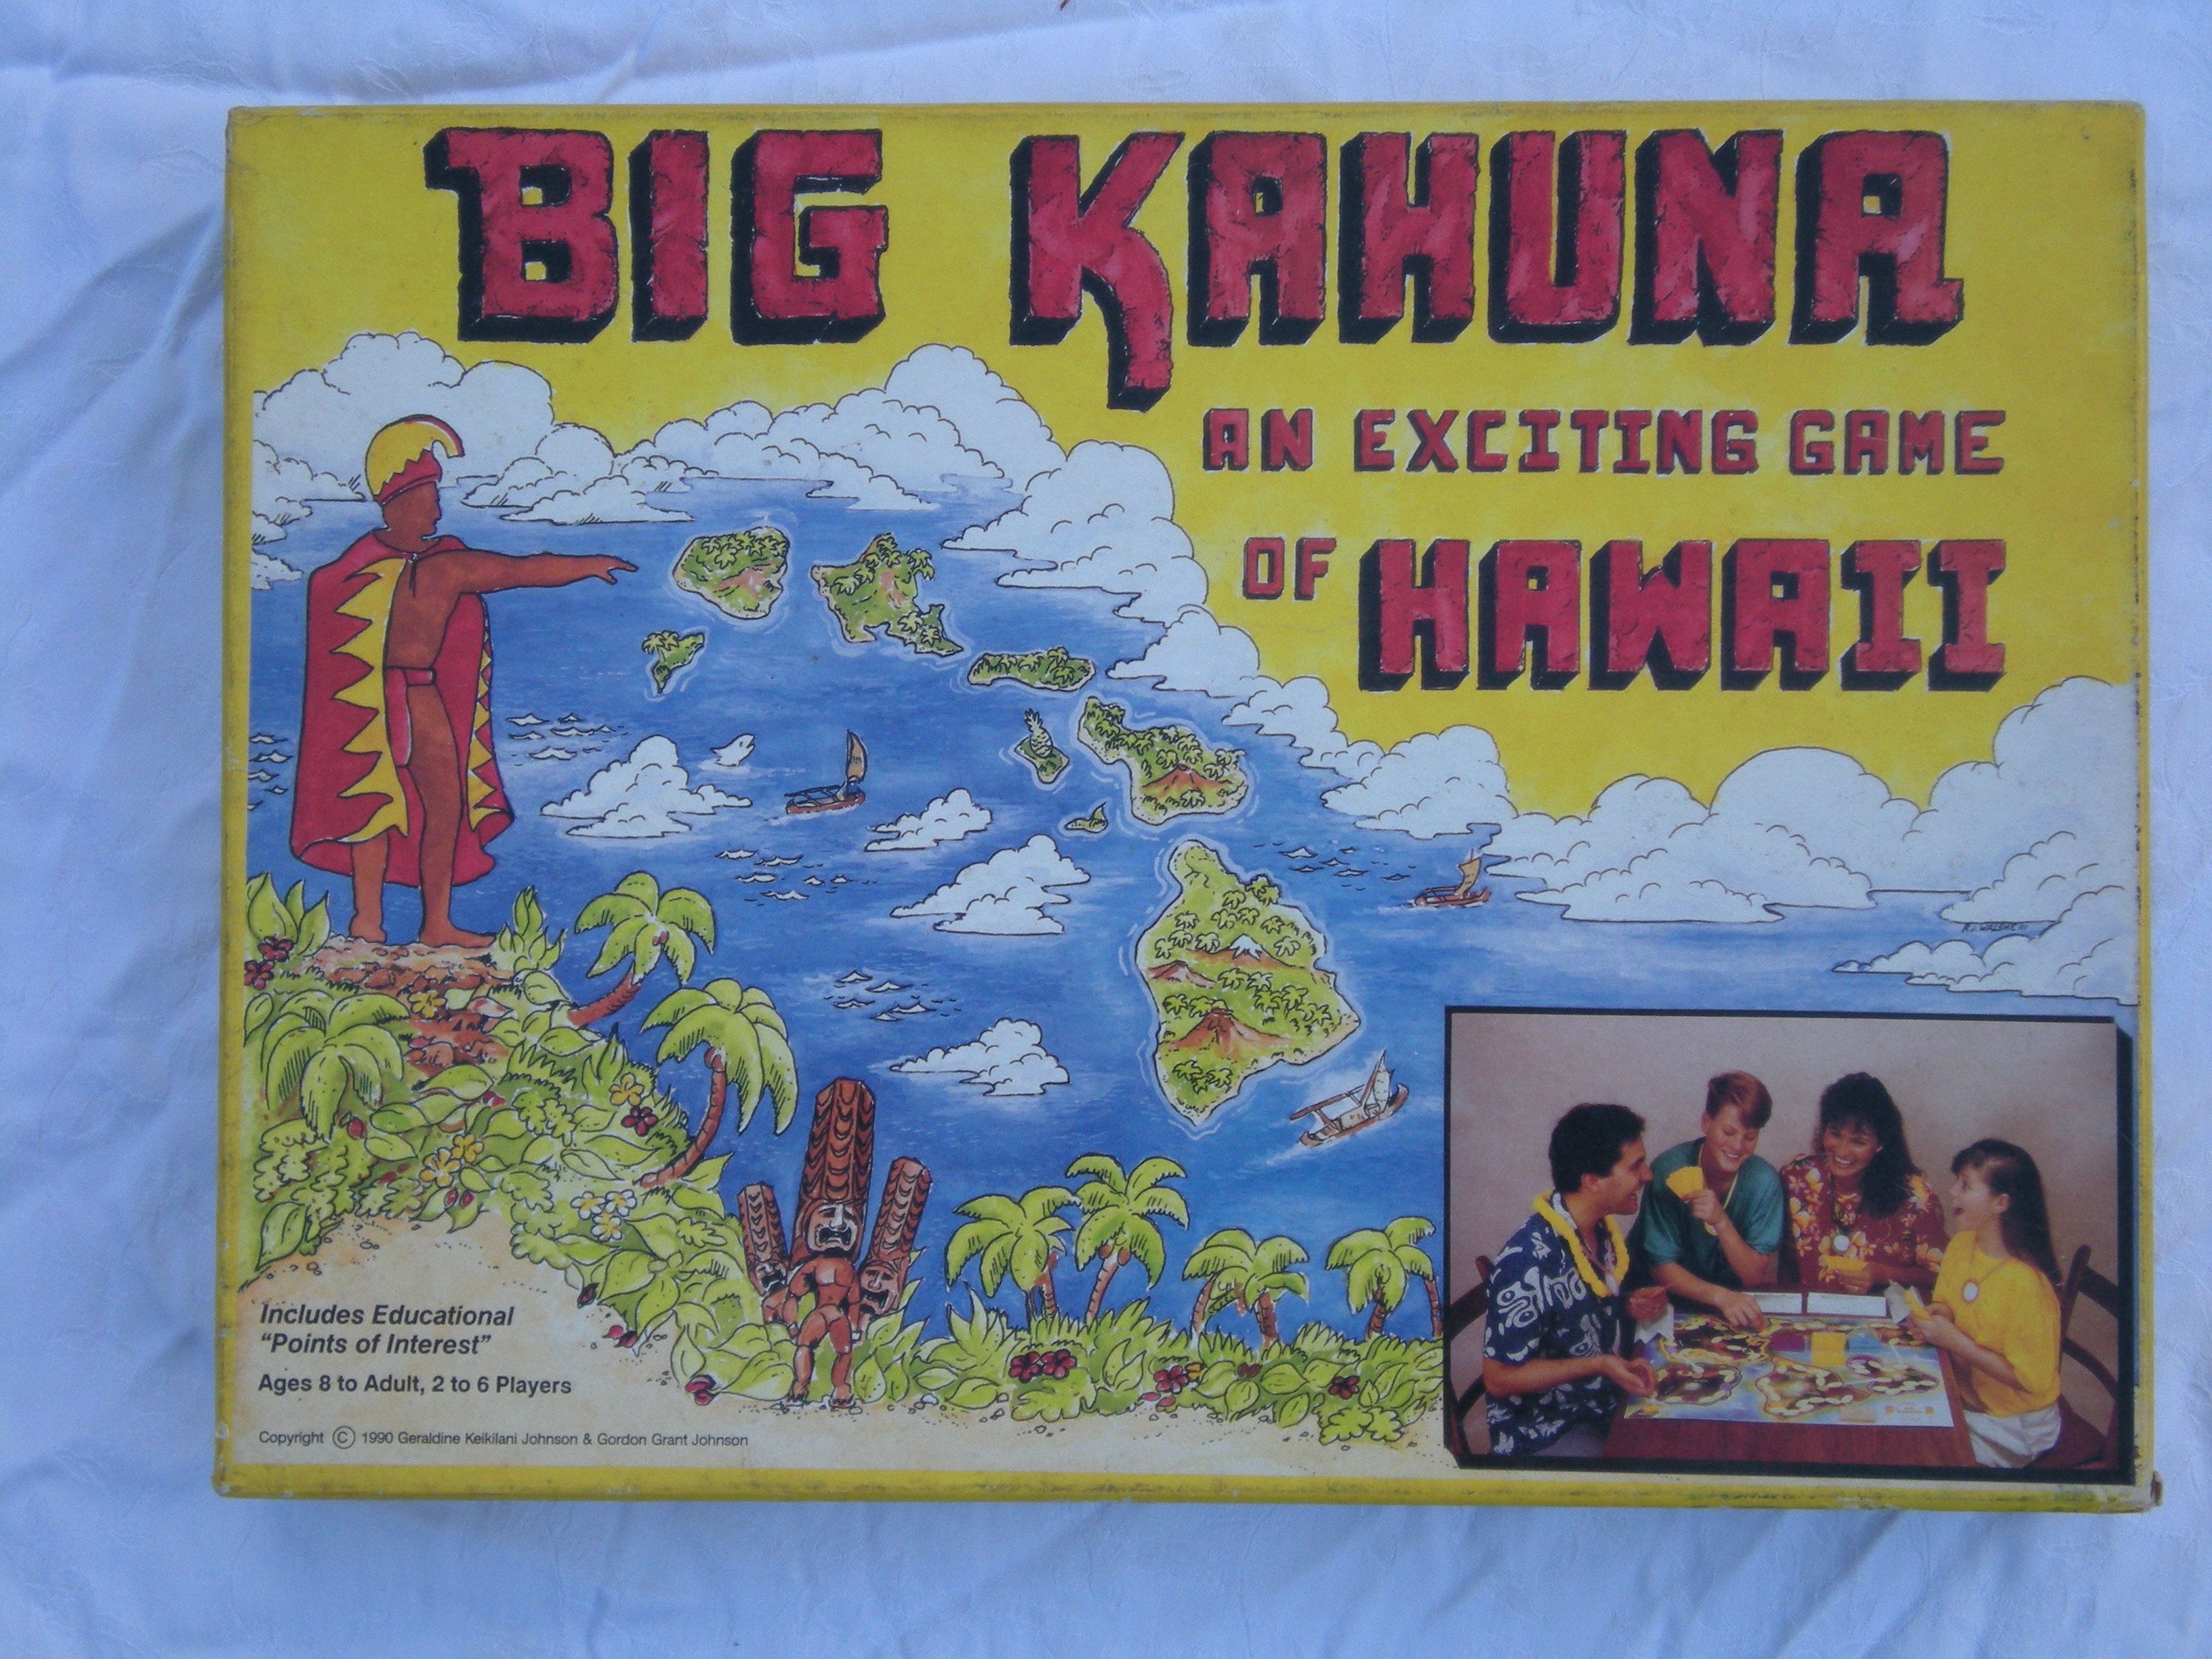 BIG KAHUNA
AN EXCITING GAME
OF HAWAII
Includes Educational
"Points of Interest"
Ages 8 to Adult, 2 to 6 Players
Copyright © 1990 Geraldine Keikilani Johnson & Gordon Grant Johnson